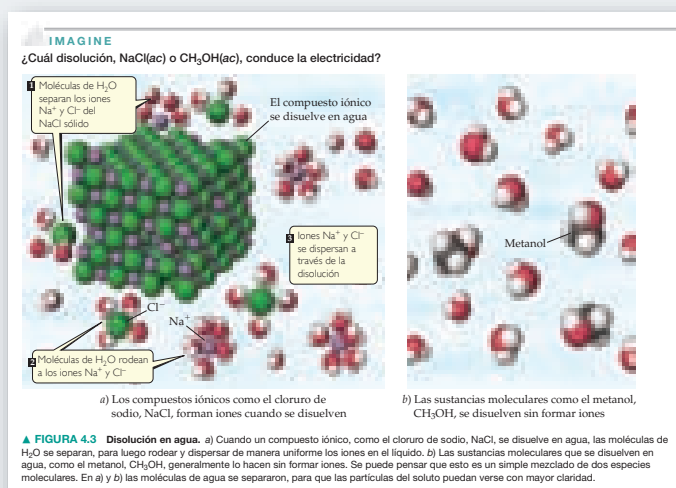 IMAGINE
¿Cuál disolución, NaCl(ac) o CH₃OH(ac), conduce la electricidad?
1 Moléculas de H₂O
separan los iones
Na⁺ y Cl⁻ del
NaCl sólido
El compuesto iónico
se disuelve en agua
3 Iones Na⁺ y Cl⁻
se dispersan a
través de la
disolución
Cl⁻
Na⁺
2 Moléculas de H₂O rodean
a los iones Na⁺ y Cl⁻
Metanol
a) Los compuestos iónicos como el cloruro de
sodio, NaCl, forman iones cuando se disuelven
b) Las sustancias moleculares como el metanol,
CH₃OH, se disuelven sin formar iones
▲ FIGURA 4.3 Disolución en agua. a) Cuando un compuesto iónico, como el cloruro de sodio, NaCl, se disuelve en agua, las moléculas de
H₂O se separan, para luego rodear y dispersar de manera uniforme los iones en el líquido. b) Las sustancias moleculares que se disuelven en
agua, como el metanol, CH₃OH, generalmente lo hacen sin formar iones. Se puede pensar que esto es un simple mezclado de dos especies
moleculares. En a) y b) las moléculas de agua se separaron, para que las partículas del soluto puedan verse con mayor claridad.